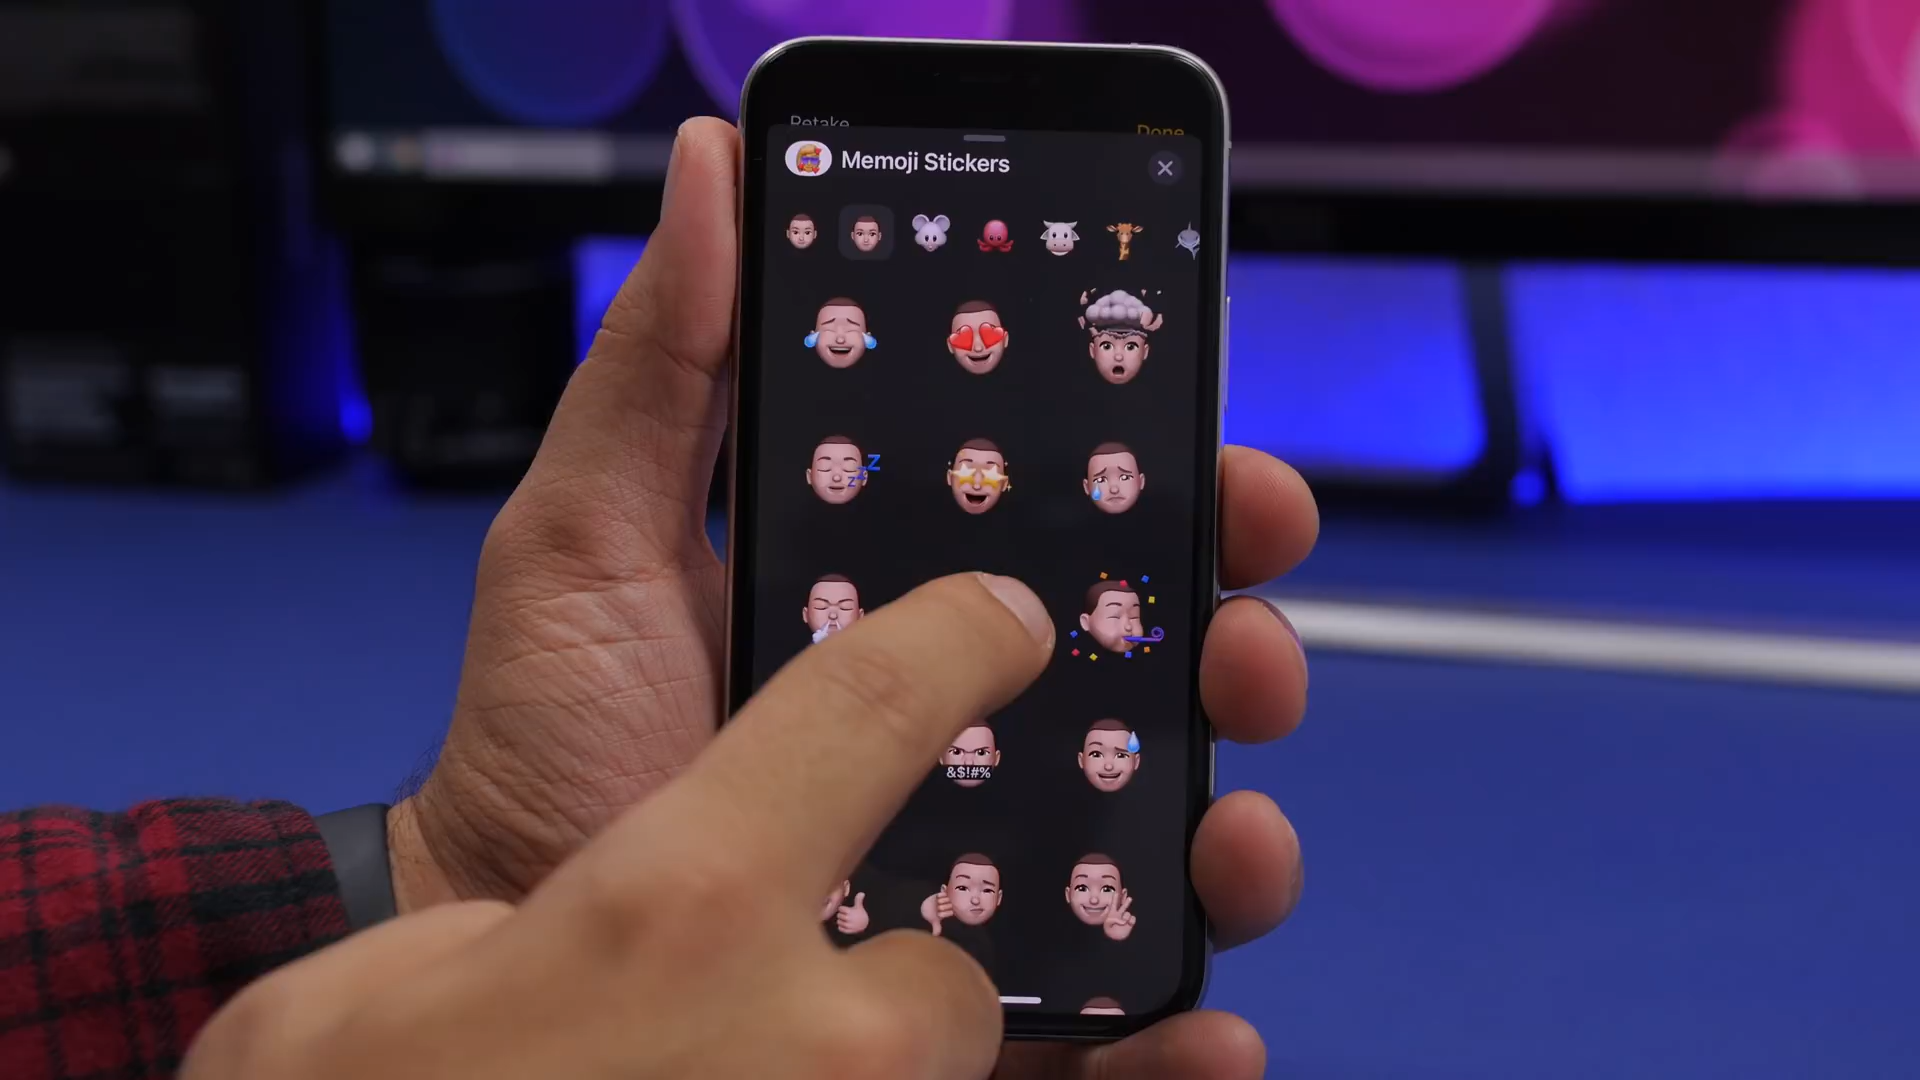 Retake
Done
Memoji Stickers
z
z
Z
&$!#%